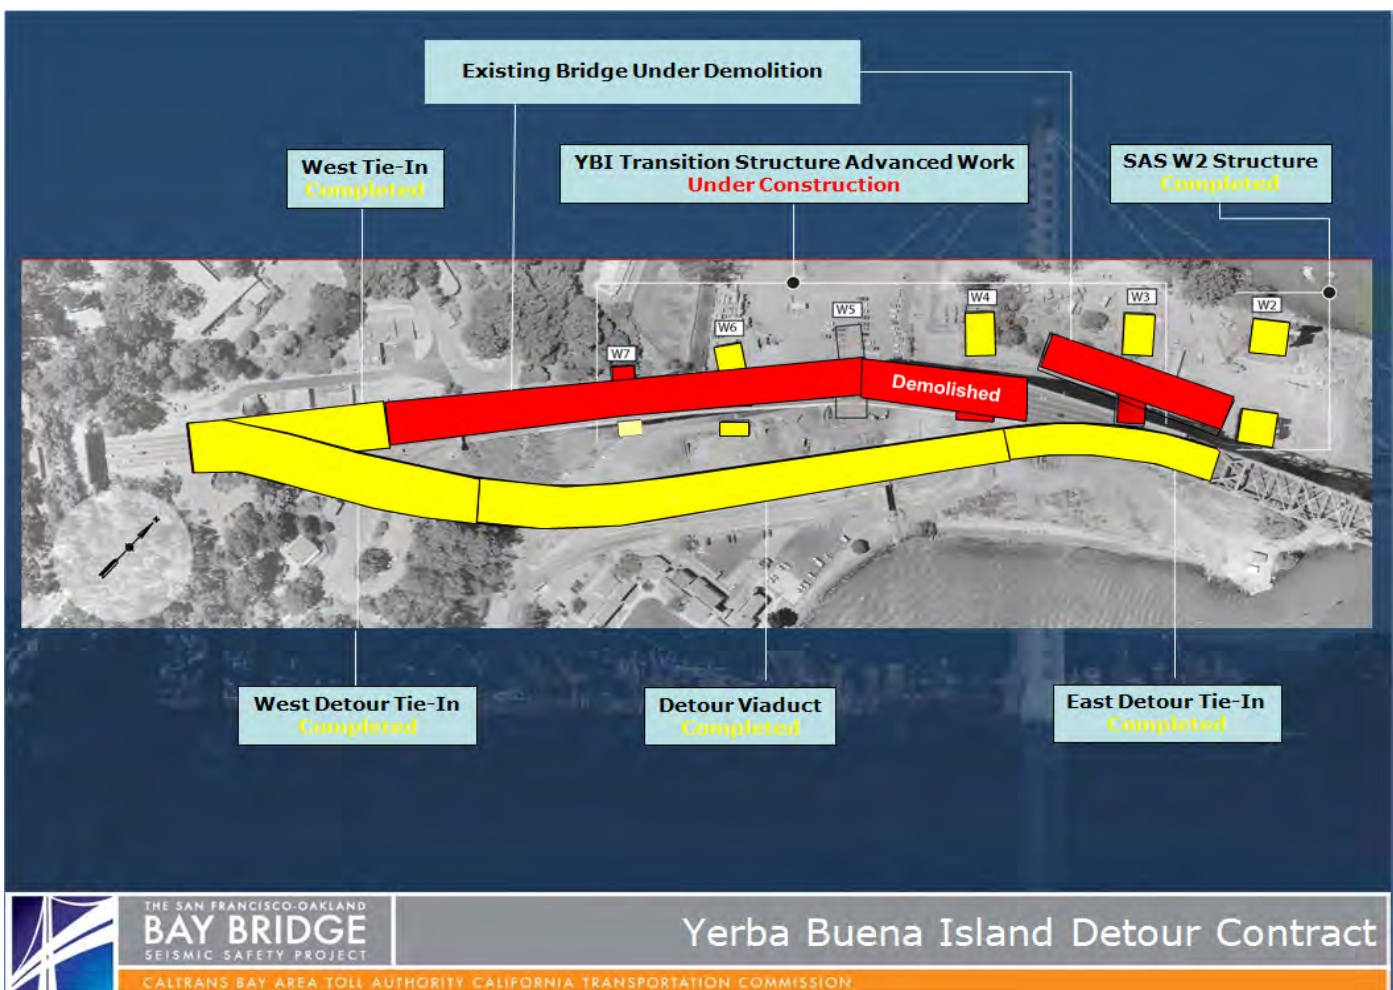 Existing Bridge Under Demolition
West Tie-In
Completed
YBI Transition Structure Advanced Work
Under Construction
SAS W2 Structure
Completed
W7
W6
W5
W4
W3
W2
Demolished
West Detour Tie-In
Completed
Detour Viaduct
Completed
East Detour Tie-In
Completed
THE SAN FRANCISCO-OAKLAND
BAY BRIDGE
SEISMIC SAFETY PROJECT
Yerba Buena Island Detour Contract
CALTRANS BAY AREA TOLL AUTHORITY CALIFORNIA TRANSPORTATION COMMISSION